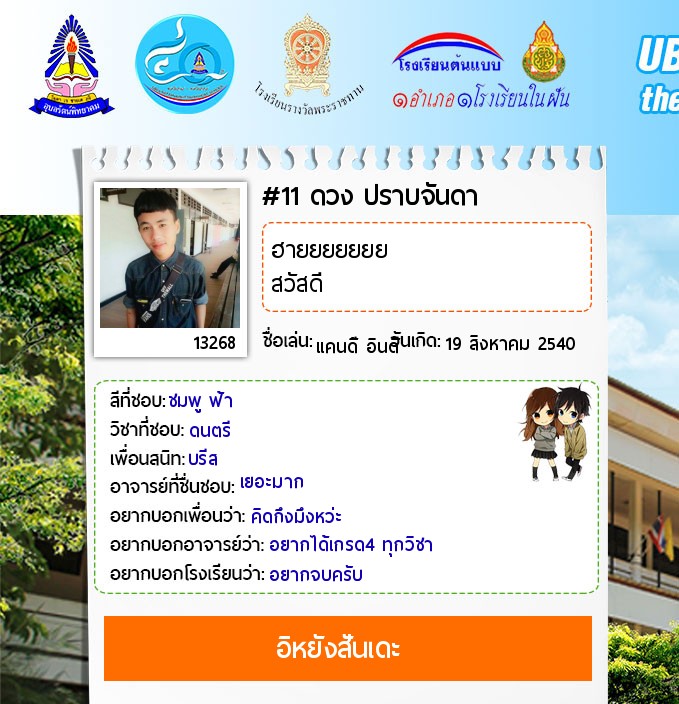 อุบลรัตน์พิทยาคม
โรงเรียนรางวัลพระราชทาน
โรงเรียนต้นแบบ
๑อำเภอ๑โรงเรียนในฝัน
UB
the
#11 ดวง ปราบจันดา
ฮายยยยยยย
สวัสดี
13268
ชื่อเล่น: แคนดี้ อินดี้ วันเกิด: 19 สิงหาคม 2540
สีที่ชอบ: ชมพู ฟ้า
วิชาที่ชอบ: ดนตรี
เพื่อนสนิท: บรีส
อาจารย์ที่ชื่นชอบ: เยอะมาก
อยากบอกเพื่อนว่า: คิดถึงมึงหว่ะ
อยากบอกอาจารย์ว่า: อยากได้เกรด4 ทุกวิชา
อยากบอกโรงเรียนว่า: อยากจบครับ
อิหยังสั่นเดะ